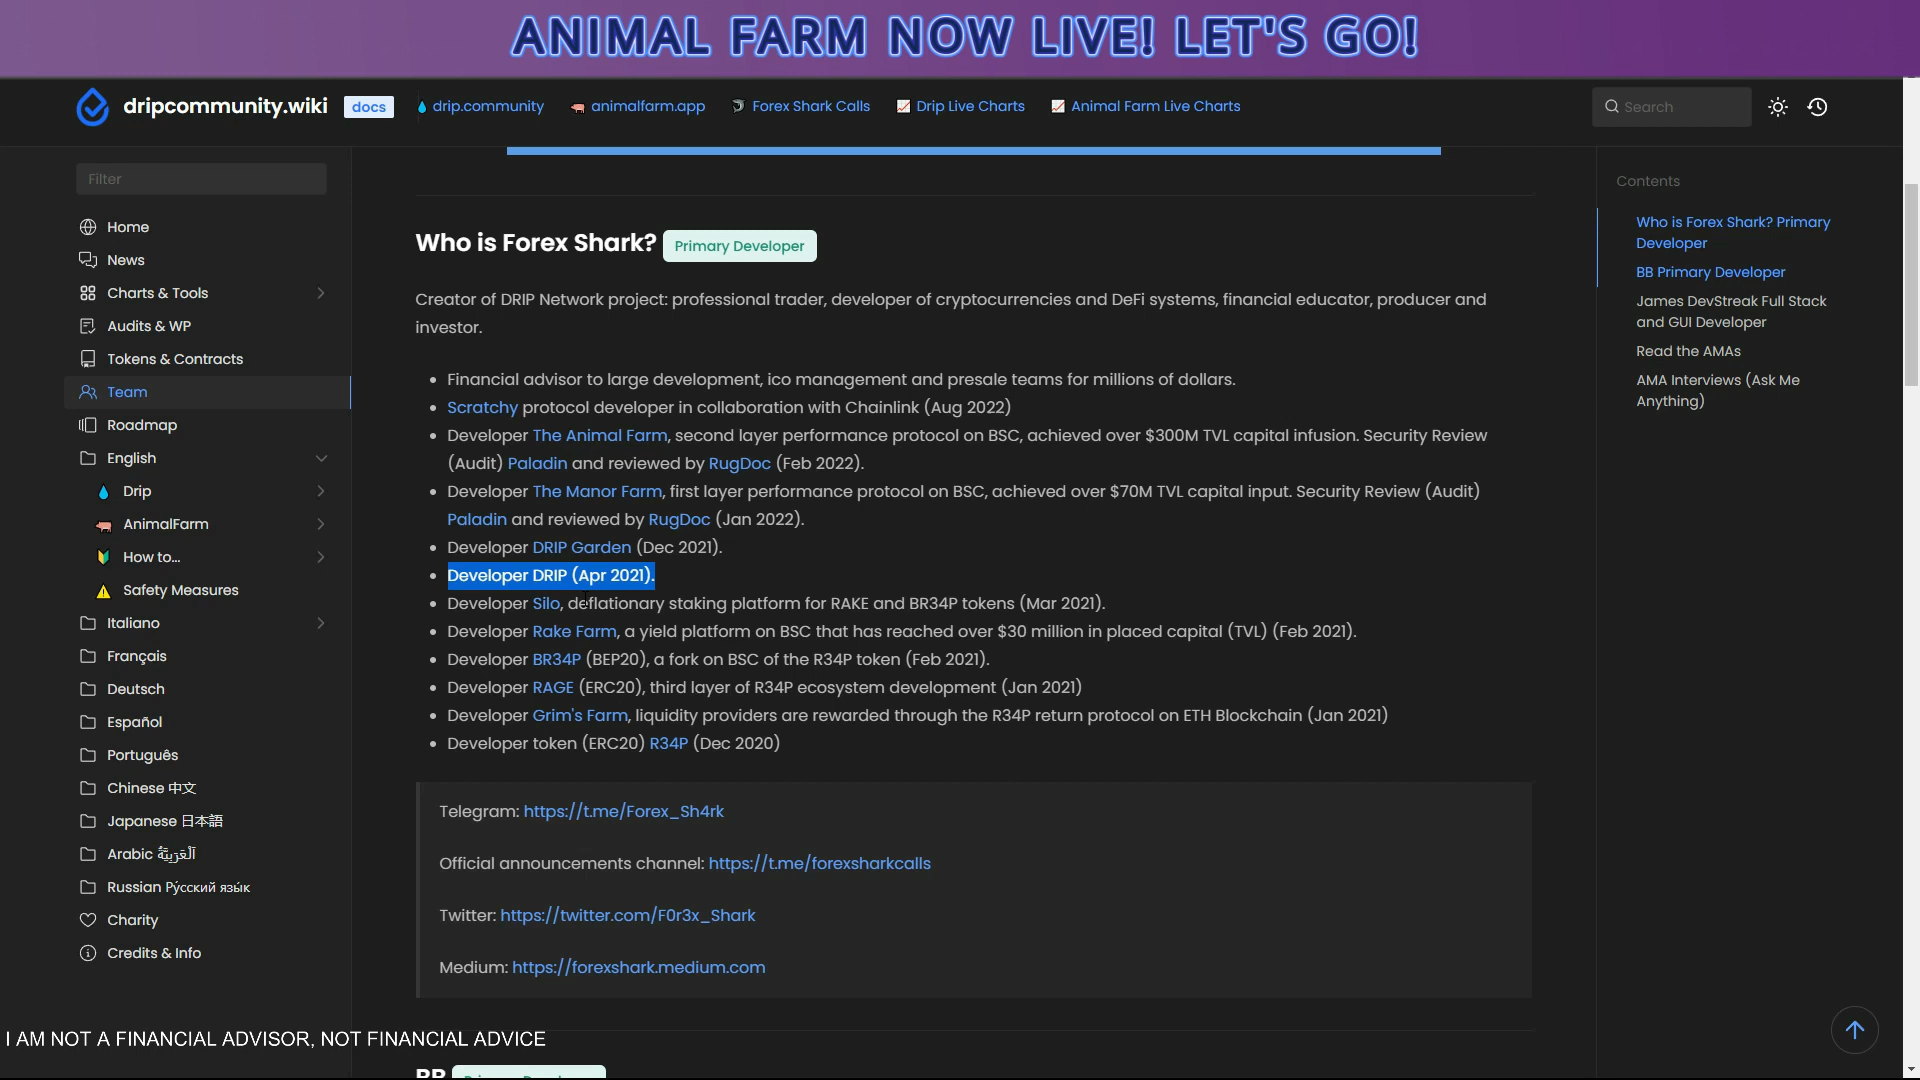 ANIMAL FARM NOW LIVE! LET'S GO!
dripcommunity.wiki docs drip.community animalfarm.app Forex Shark Calls Drip Live Charts Animal Farm Live Charts Search
Filter
Home
News
Charts & Tools
Audits & WP
Tokens & Contracts
Team
Roadmap
English
Drip
AnimalFarm
How to...
Safety Measures
Italiano
Français
Deutsch
Español
Português
Chinese 中文
Japanese 日本語
Arabic اَلْعَرَبِيَّةُ
Russian Ру́сский язы́к
Charity
Credits & Info
Who is Forex Shark? Primary Developer
Creator of DRIP Network project: professional trader, developer of cryptocurrencies and DeFi systems, financial educator, producer and
investor.
Financial advisor to large development, ico management and presale teams for millions of dollars.
Scratchy protocol developer in collaboration with Chainlink (Aug 2022)
Developer The Animal Farm, second layer performance protocol on BSC, achieved over $300M TVL capital infusion. Security Review
(Audit) Paladin and reviewed by RugDoc (Feb 2022).
Developer The Manor Farm, first layer performance protocol on BSC, achieved over $70M TVL capital input. Security Review (Audit)
Paladin and reviewed by RugDoc (Jan 2022).
Developer DRIP Garden (Dec 2021).
Developer DRIP (Apr 2021).
Developer Silo, deflationary staking platform for RAKE and BR34P tokens (Mar 2021).
Developer Rake Farm, a yield platform on BSC that has reached over $30 million in placed capital (TVL) (Feb 2021).
Developer BR34P (BEP20), a fork on BSC of the R34P token (Feb 2021).
Developer RAGE (ERC20), third layer of R34P ecosystem development (Jan 2021)
Developer Grim's Farm, liquidity providers are rewarded through the R34P return protocol on ETH Blockchain (Jan 2021)
Developer token (ERC20) R34P (Dec 2020)
Telegram: https://t.me/Forex_Sh4rk
Official announcements channel: https://t.me/forexsharkcalls
Twitter: https://twitter.com/F0r3x_Shark
Medium: https://forexshark.medium.com
BB
Contents
Who is Forex Shark? Primary
Developer
BB Primary Developer
James DevStreak Full Stack
and GUI Developer
Read the AMAs
AMA Interviews (Ask Me
Anything)
I AM NOT A FINANCIAL ADVISOR, NOT FINANCIAL ADVICE